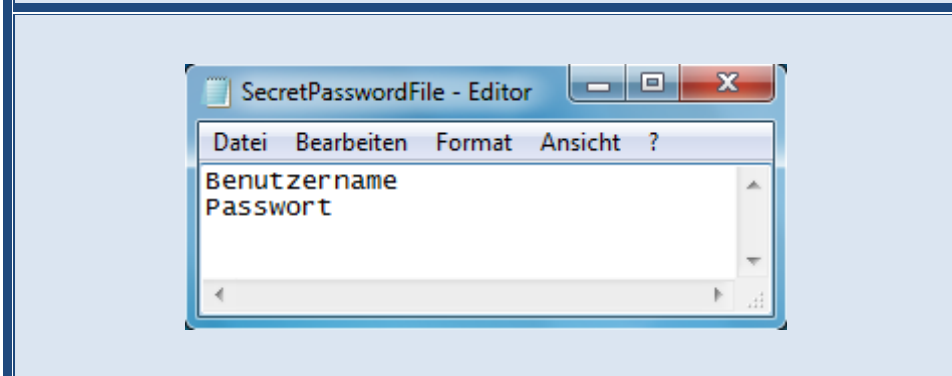 SecretPasswordFile - Editor
Datei Bearbeiten Format Ansicht ?
Benutzername
Passwort